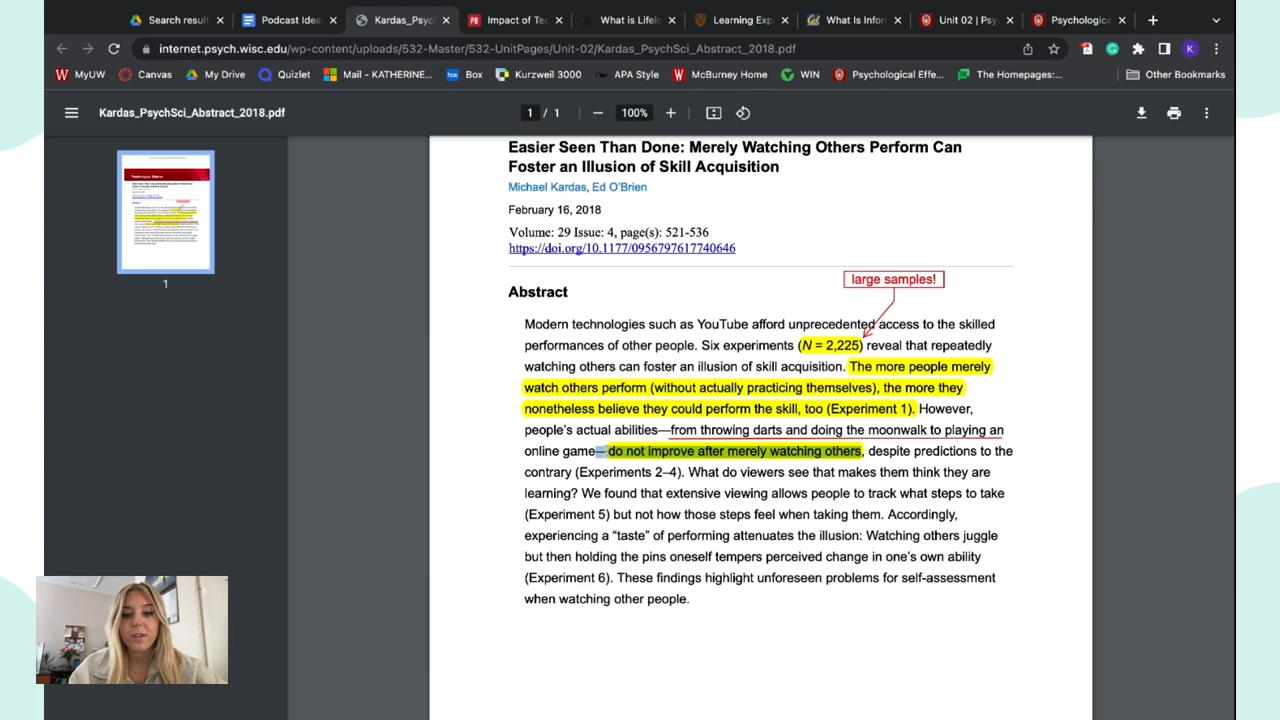 Search result
Podcast Idea
Kardas_Psyc
Impact of Te
What is Lifel
Learning Exp
What Is Infor
Unit 02 | Psy
Psychologica
internet.psych.wisc.edu/wp-content/uploads/532-Master/532-UnitPages/Unit-02/Kardas_PsychSci_Abstract_2018.pdf
K
MyUW
Canvas
My Drive
Quizlet
Mail - KATHERINE...
Box
Kurzweil 3000
APA Style
McBurney Home
WIN
Psychological Effe...
The Homepages:...
Other Bookmarks
Kardas_PsychSci_Abstract_2018.pdf
1 / 1
100%
1
Easier Seen Than Done: Merely Watching Others Perform Can
Foster an Illusion of Skill Acquisition
Michael Kardas, Ed O'Brien
2018
Volume: 29 Issue: 4, page(s): 521-536
https://doi.org/10.1177/0956797617740646
large samples!
Abstract
Modern technologies such as YouTube afford unprecedented access to the skilled
performances of other people. Six experiments (N = 2,225) reveal that repeatedly
watching others can foster an illusion of skill acquisition. The more people merely
watch others perform (without actually practicing themselves), the more they
nonetheless believe they could perform the skill, too (Experiment 1). However,
people's actual abilities—from throwing darts and doing the moonwalk to playing an
online game—do not improve after merely watching others, despite predictions to the
contrary (Experiments 2–4). What do viewers see that makes them think they are
learning? We found that extensive viewing allows people to track what steps to take
(Experiment 5) but not how those steps feel when taking them. Accordingly,
experiencing a “taste” of performing attenuates the illusion: Watching others juggle
but then holding the pins oneself tempers perceived change in one's own ability
(Experiment 6). These findings highlight unforeseen problems for self-assessment
when watching other people.